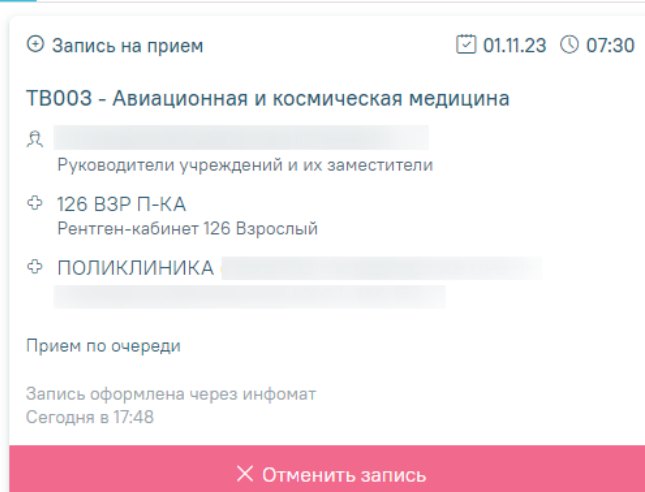 Запись на прием 01.11.23 07:30
ТВ003 - Авиационная и космическая медицина
Руководители учреждений и их заместители
126 ВЗР П-КА
Рентген-кабинет 126 Взрослый
ПОЛИКЛИНИКА
Прием по очереди
Запись оформлена через инфомат
Сегодня в 17:48
Отменить запись